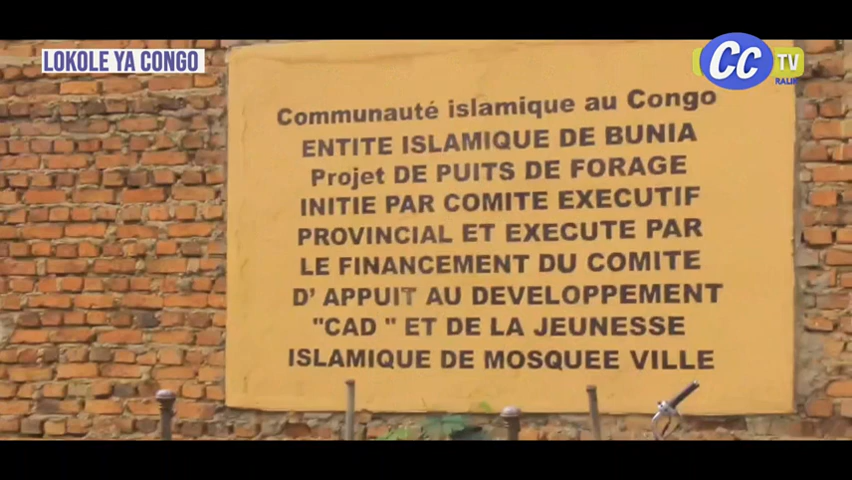 LOKOLE YA CONGO
CC TV
Communauté islamique au Congo
ENTITE ISLAMIQUE DE BUNIA
Projet DE PUITS DE FORAGE
INITIE PAR COMITE EXECUTIF
PROVINCIAL ET EXECUTE PAR
LE FINANCEMENT DU COMITE
D' APPUIT AU DEVELOPPEMENT
"CAD " ET DE LA JEUNESSE
ISLAMIQUE DE MOSQUEE VILLE